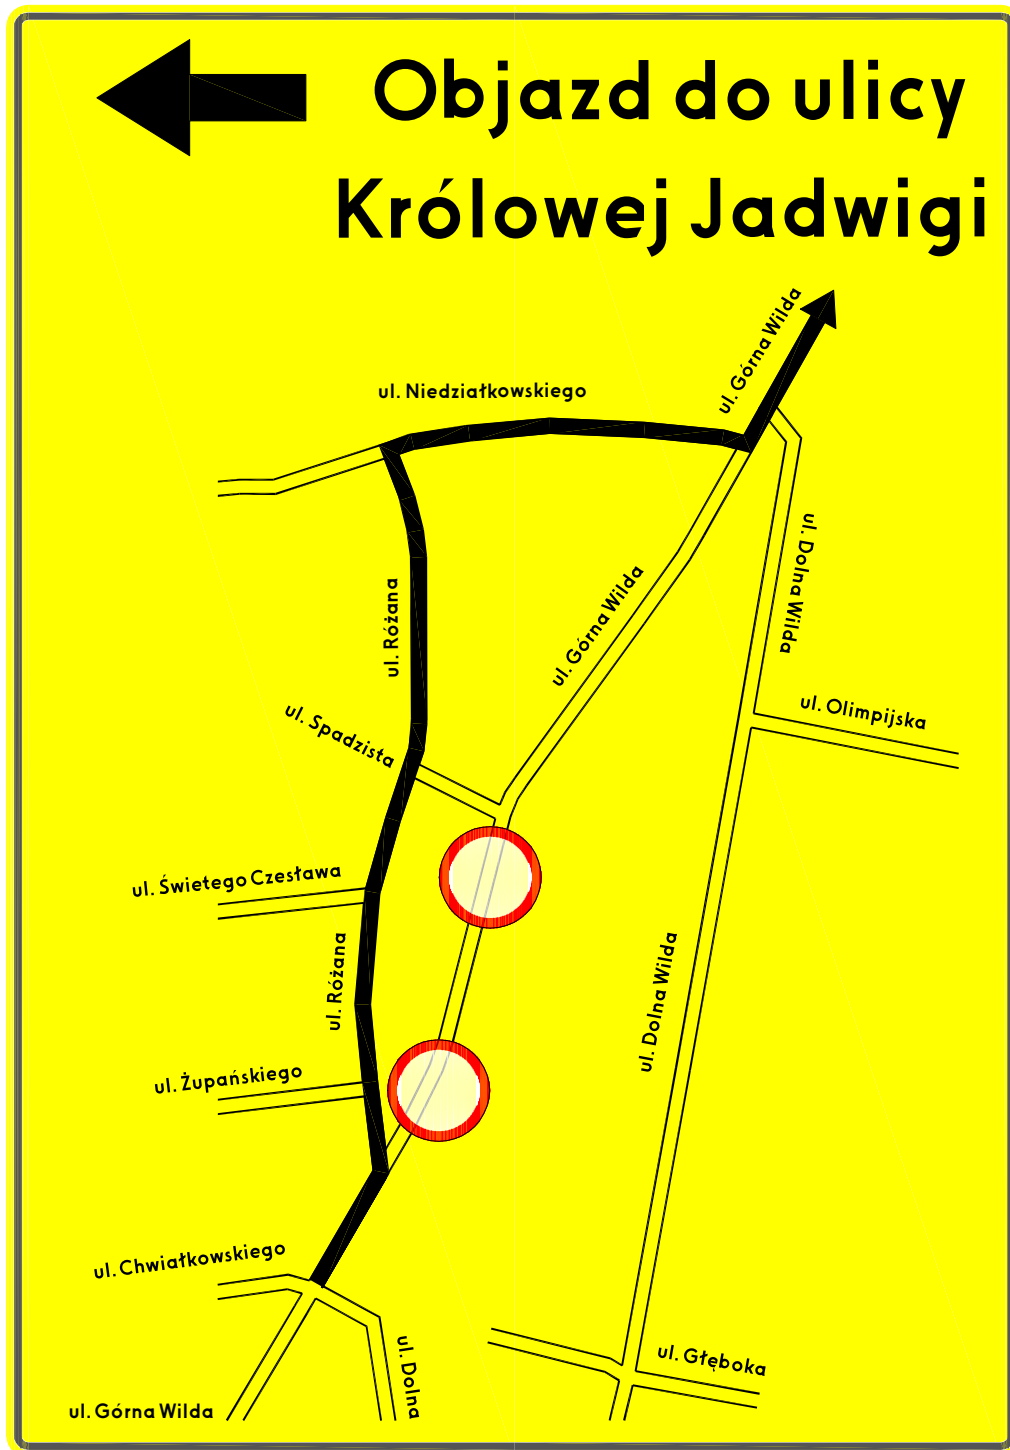 Objazd do ulicy
Królowej Jadwigi
ul. Górna Wilda
ul. Niedziałkowskiego
ul. Dolna Wilda
ul. Górna Wilda
ul. Różana
ul. Spadzista
ul. Olimpijska
ul. Świetego Czesława
ul. Różana
ul. Dolna Wilda
ul. Żupańskiego
ul. Chwiałkowskiego
ul. Dolna
ul. Głęboka
ul. Górna Wilda